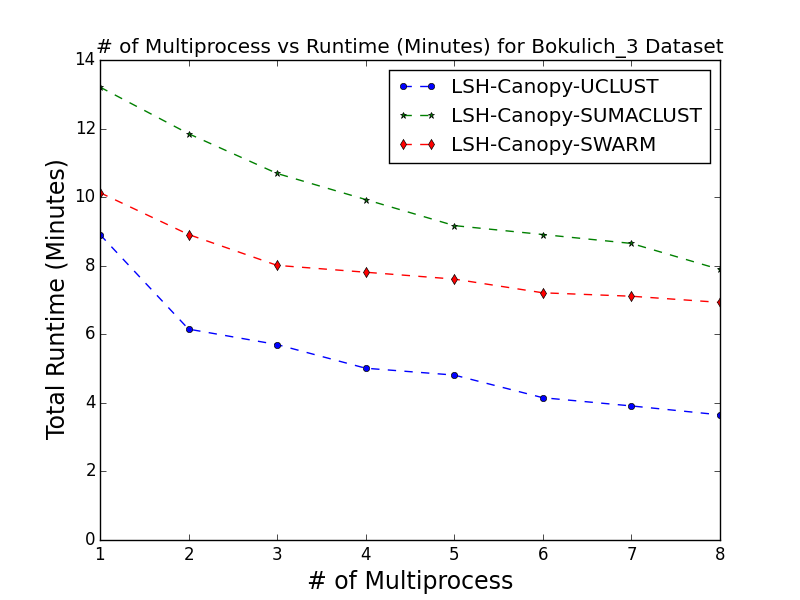 # of Multiprocess vs Runtime (Minutes) for Bokulich_3 Dataset
LSH-Canopy-UCLUST
LSH-Canopy-SUMACLUST
LSH-Canopy-SWARM
Total Runtime (Minutes)
14
12
10
8
6
4
2
0
1 2 3 4 5 6 7 8
# of Multiprocess